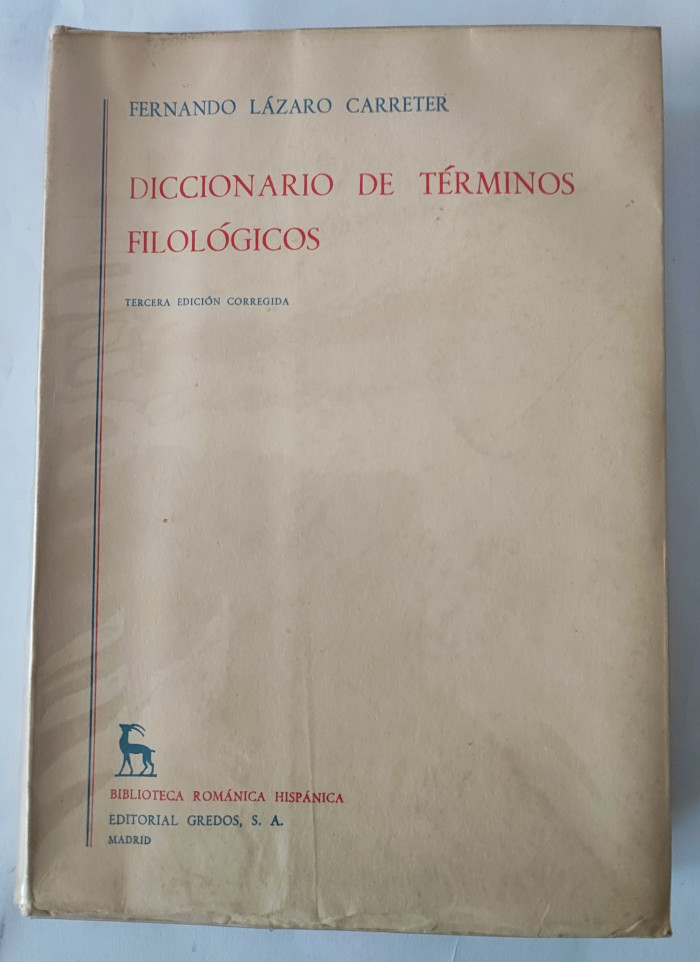 FERNANDO LÁZARO CARRETER
DICCIONARIO DE TÉRMINOS
FILOLÓGICOS
TERCERA EDICIÓN CORREGIDA
BIBLIOTECA ROMÁNICA HISPÁNICA
EDITORIAL GREDOS, S. A.
MADRID